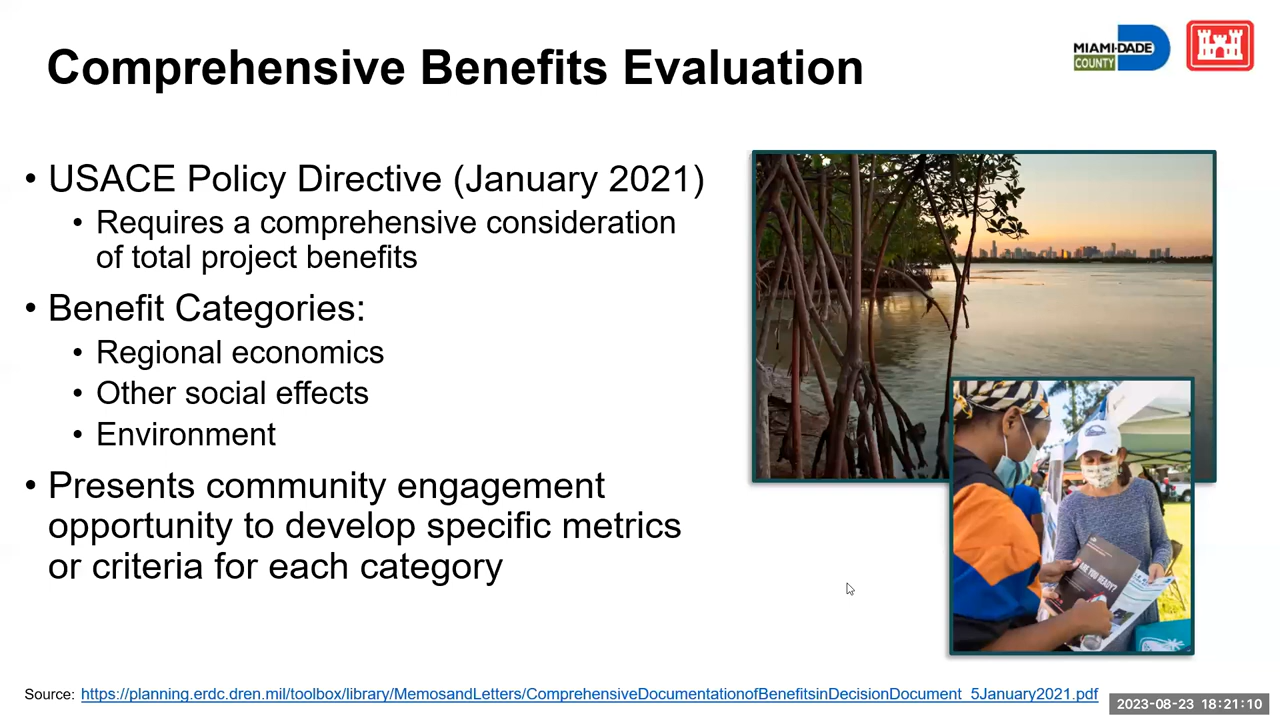 Comprehensive Benefits Evaluation
MIAMI-DADE
COUNTY
• USACE Policy Directive (January 2021)
• Requires a comprehensive consideration
of total project benefits
• Benefit Categories:
• Regional economics
• Other social effects
• Environment
• Presents community engagement
opportunity to develop specific metrics
or criteria for each category
ARE YOU READY?
Source: https://planning.erdc.dren.mil/toolbox/library/MemosandLetters/ComprehensiveDocumentationofBenefitsinDecisionDocument_5January2021.pdf
2023-08-23 18:21:10